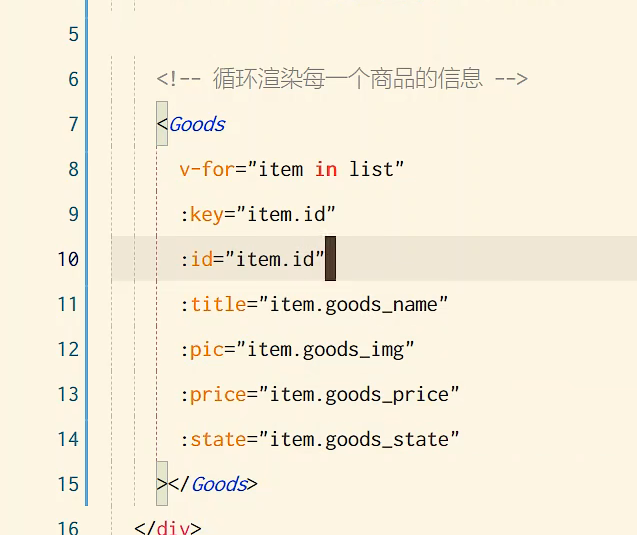 5
6 <!-- 循环渲染每一个商品的信息 -->
7 <Goods
8 v-for="item in list"
9 :key="item.id"
10 :id="item.id"
11 :title="item.goods_name"
12 :pic="item.goods_img"
13 :price="item.goods_price"
14 :state="item.goods_state"
15 ></Goods>
16 </div>